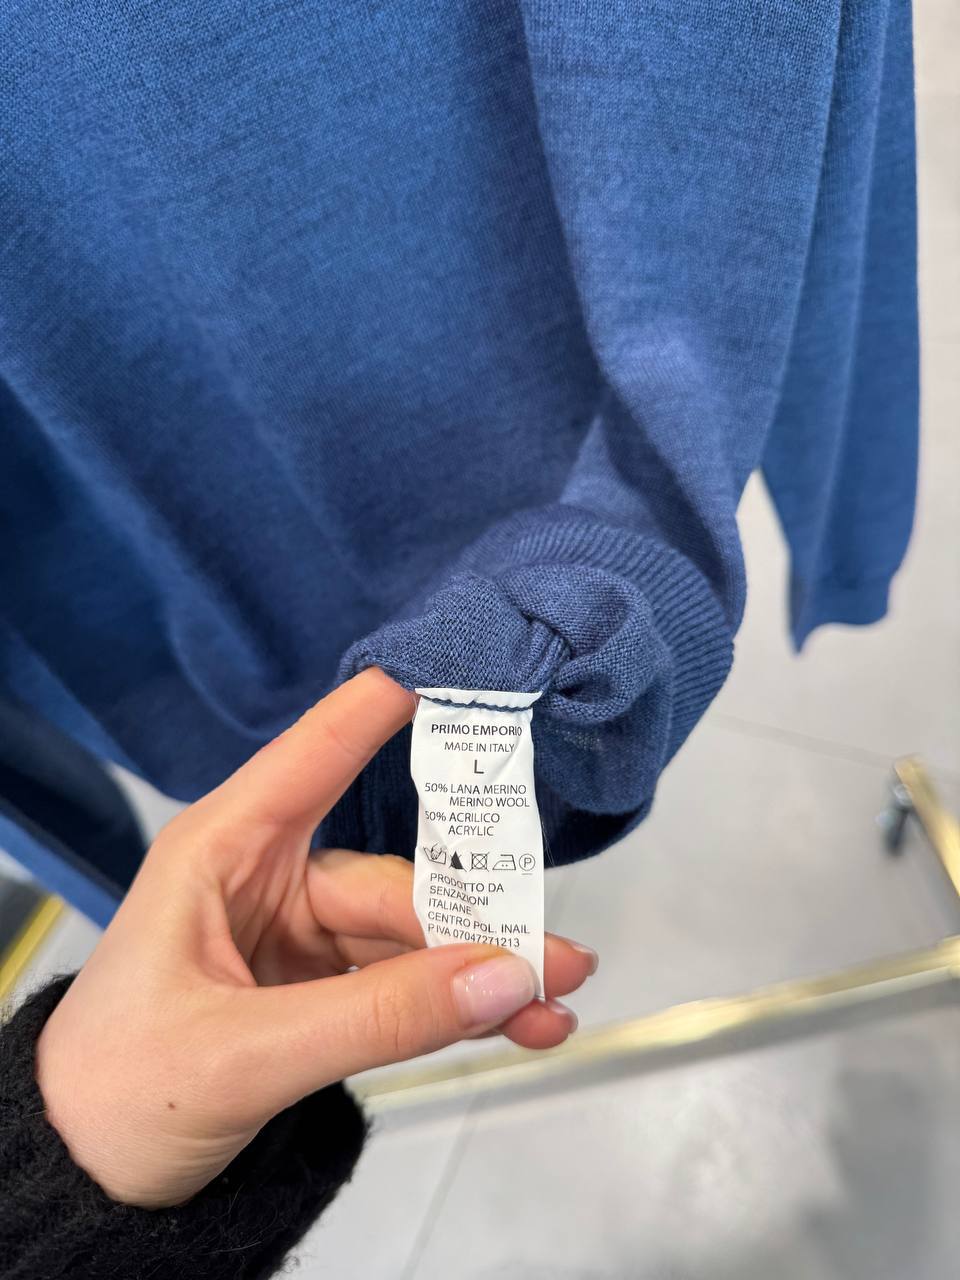 PRIMO EMPORIO
MADE IN ITALY
L
50% LANA MERINO
MERINO WOOL
50% ACRILICO
ACRYLIC
P
PRODOTTO DA
SENZAZIONI
ITALIANE
CENTRO POL. INAIL
P.IVA 07047271213